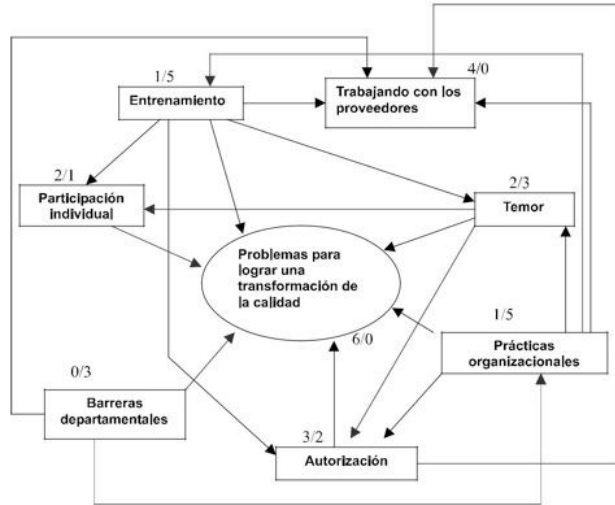 1/5
4/0
Entrenamiento
Trabajando con los
proveedores
2/1
2/3
Participación
individual
Temor
Problemas para
lograr una
transformación de
la calidad
1/5
6/0
Prácticas
organizacionales
0/3
Barreras
departamentales
3/2
Autorización